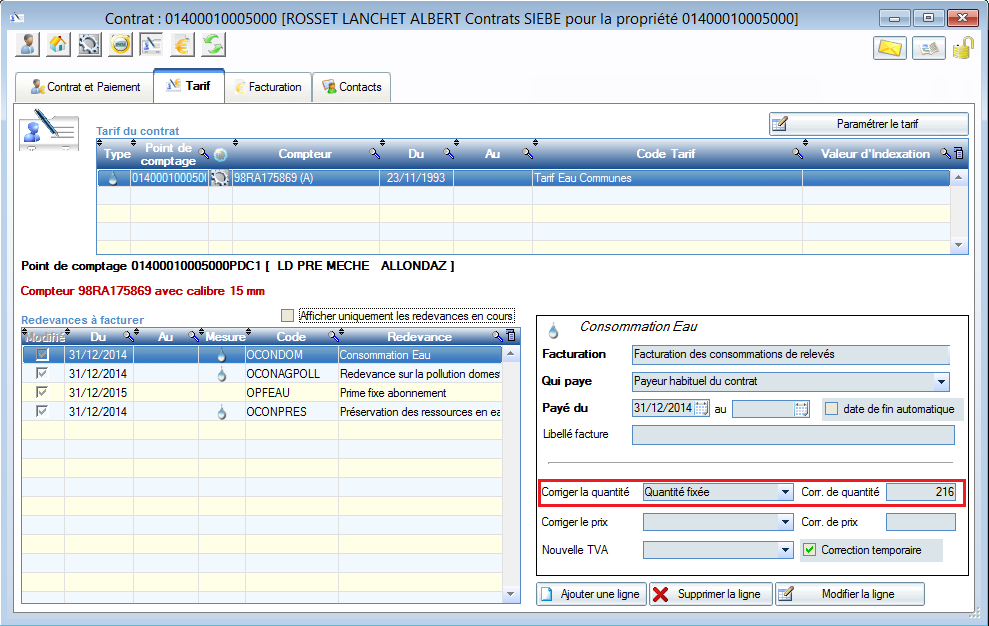 Contrat : 01400010005000 [ROSSET LANCHET ALBERT Contrats SIEBE pour la propriété 01400010005000]
Contrat et Paiement
Tarif
Facturation
Contacts
Tarif du contrat
Paramétrer le tarif
Type Point de comptage Compteur Du Au Code Tarif Valeur d'Indexation
0140001000500 98RA175869 (A) 23/11/1993 Tarif Eau Communes
Point de comptage 01400010005000PDC1 [ LD PRE MECHE ALLONDAZ ]
Compteur 98RA175869 avec calibre 15 mm
Redevances à facturer
Afficher uniquement les redevances en cours
Modifié Du Au Mesure Code Redevance
31/12/2014 OCONDOM Consommation Eau
31/12/2014 OCONAGPOLL Redevance sur la pollution domes
31/12/2015 OPFEAU Prime fixe abonnement
31/12/2014 OCONPRES Préservation des ressources en ea
Consommation Eau
Facturation Facturation des consommations de relevés
Qui paye Payeur habituel du contrat
Payé du 31/12/2014 au date de fin automatique
Libellé facture
Corriger la quantité Quantité fixée Corr. de quantité 216
Corriger le prix Corr. de prix
Nouvelle TVA Correction temporaire
Ajouter une ligne
Supprimer la ligne
Modifier la ligne